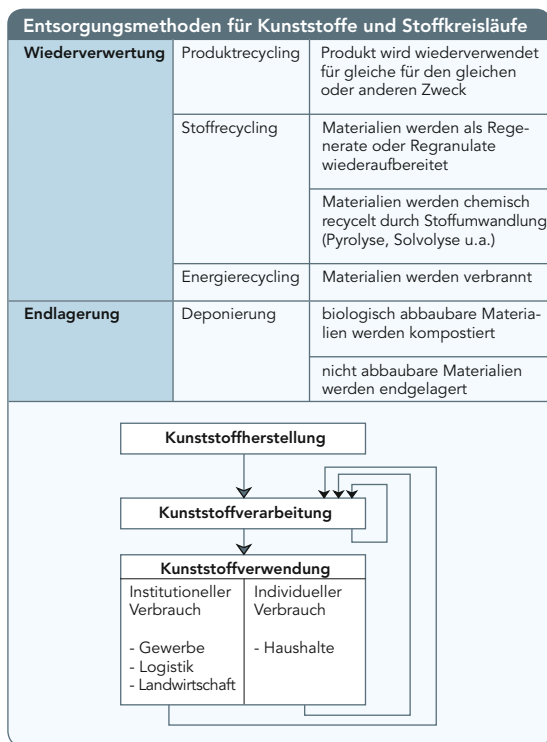 Entsorgungsmethoden für Kunststoffe und Stoffkreisläufe
Wiederverwertung
Produktrecycling
Produkt wird wiederverwendet
für gleiche für den gleichen
oder anderen Zweck
Stoffrecycling
Materialien werden als Rege-
nerate oder Regranulate
wiederaufbereitet
Materialien werden chemisch
recycelt durch Stoffumwandlung
(Pyrolyse, Solvolyse u.a.)
Energierecycling
Materialien werden verbrannt
Endlagerung
Deponierung
biologisch abbaubare Materia-
lien werden kompostiert
nicht abbaubare Materialien
werden endgelagert
Kunststoffherstellung
Kunststoffverarbeitung
Kunststoffverwendung
Institutioneller
Verbrauch
- Gewerbe
- Logistik
- Landwirtschaft
Individueller
Verbrauch
- Haushalte